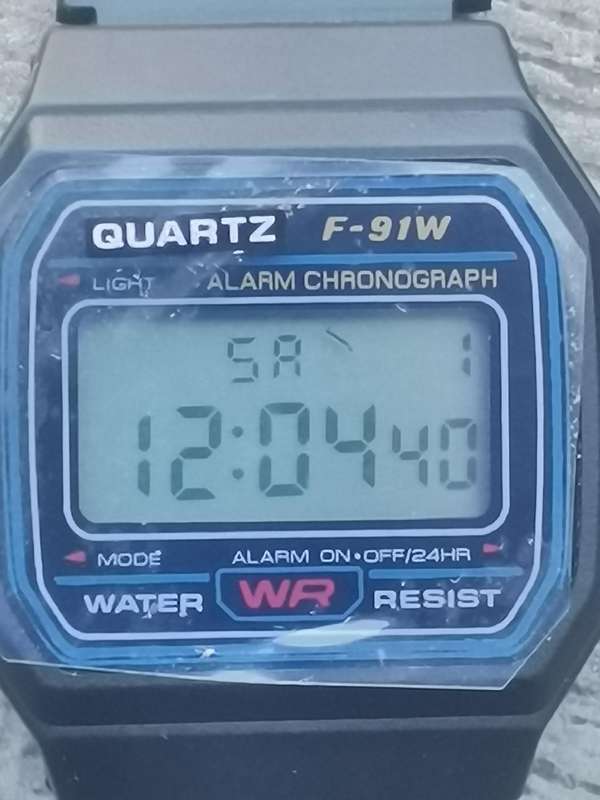 QUARTZ F-91W
LIGHT ALARM CHRONOGRAPH
SA 1
12:04 40
MODE ALARM ON•OFF/24HR
WATER WR RESIST